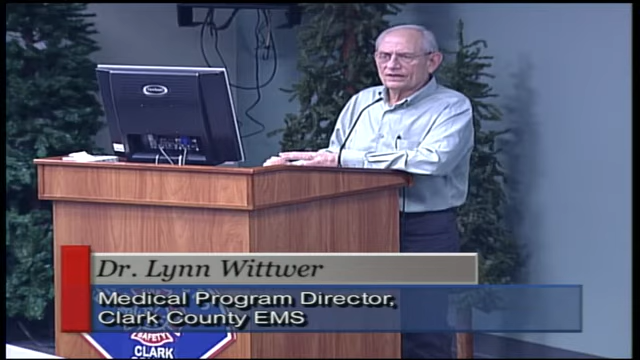 Dr. Lynn Wittwer
Medical Program Director,
Clark County EMS
SAFETY
CLARK